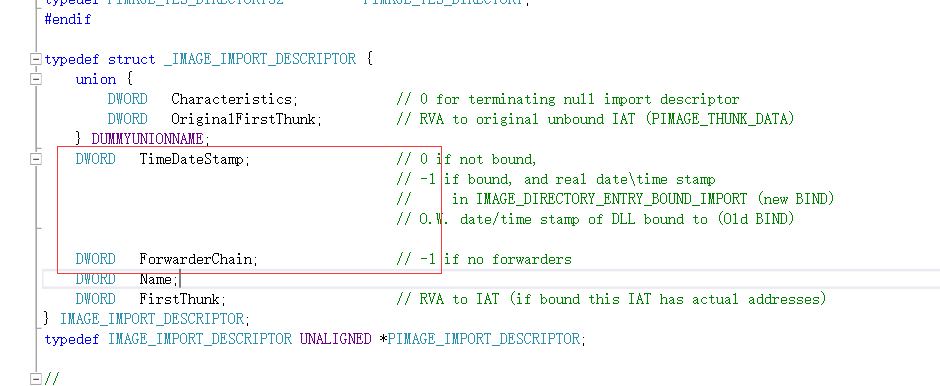 #endif
typedef struct _IMAGE_IMPORT_DESCRIPTOR {
union {
DWORD Characteristics; // 0 for terminating null import descriptor
DWORD OriginalFirstThunk; // RVA to original unbound IAT (PIMAGE_THUNK_DATA)
} DUMMYUNIONNAME;
DWORD TimeDateStamp; // 0 if not bound,
// -1 if bound, and real date\time stamp
// in IMAGE_DIRECTORY_ENTRY_BOUND_IMPORT (new BIND)
// O.W. date/time stamp of DLL bound to (Old BIND)
DWORD ForwarderChain; // -1 if no forwarders
DWORD Name;
DWORD FirstThunk; // RVA to IAT (if bound this IAT has actual addresses)
} IMAGE_IMPORT_DESCRIPTOR;
typedef IMAGE_IMPORT_DESCRIPTOR UNALIGNED *PIMAGE_IMPORT_DESCRIPTOR;
//